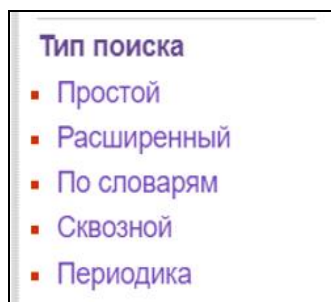 Тип поиска
Простой
Расширенный
По словарям
Сквозной
Периодика